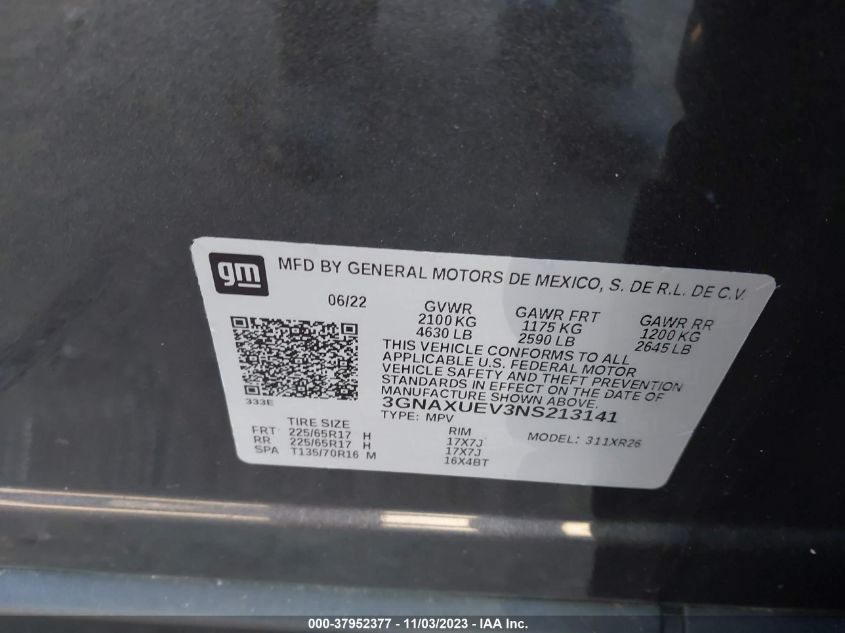 gm
MFD BY GENERAL MOTORS DE MEXICO, S. DE R.L. DE C.V.
06/22
GVWR GAWR FRT GAWR RR
2100 KG 1175 KG 1200 KG
4630 LB 2590 LB 2645 LB
THIS VEHICLE CONFORMS TO ALL
APPLICABLE U.S. FEDERAL MOTOR
VEHICLE SAFETY AND THEFT PREVENTION
STANDARDS IN EFFECT ON THE DATE OF
MANUFACTURE SHOWN ABOVE.
333E
3GNAXUEV3NS213141
TYPE: MPV
MODEL: 311XR26
TIRE SIZE RIM
FRT 225/65R17 H 17X7J
RR 225/65R17 H 17X7J
SPA T135/70R16 M 16X4BT
000-37952377 - 11/03/2023 - IAA Inc.